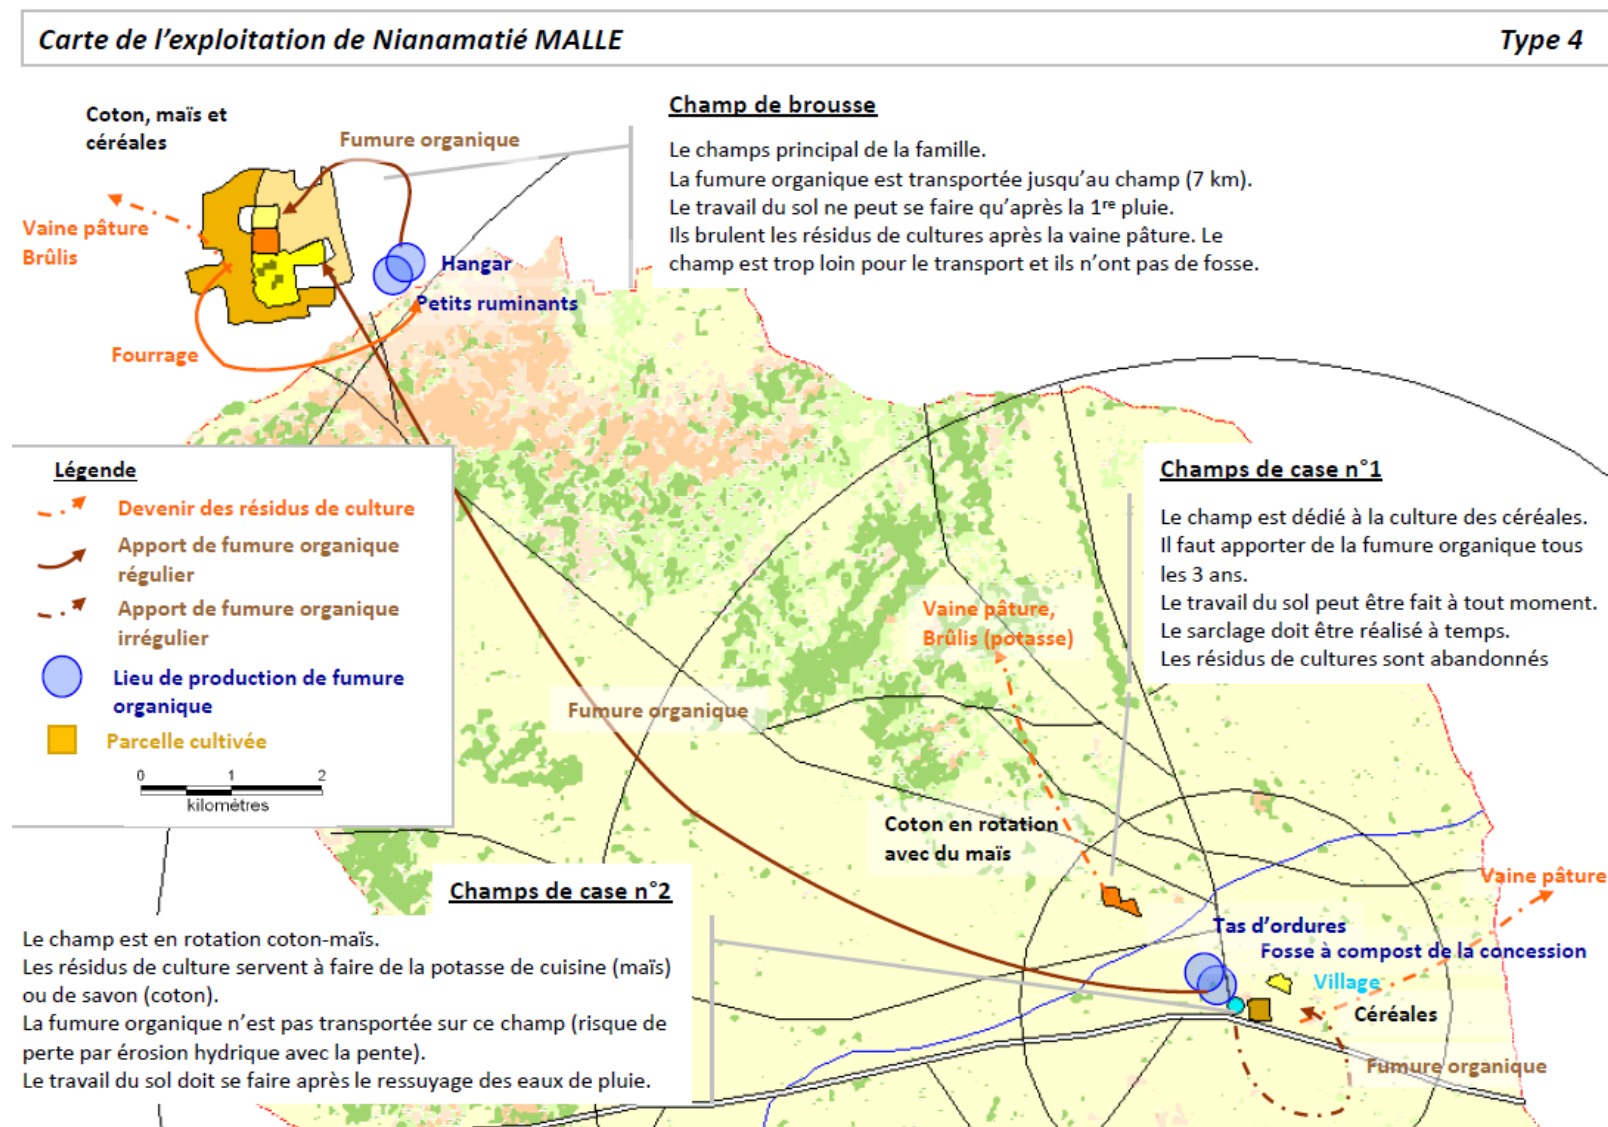 Carte de l'exploitation de Nianamatié MALLE
Type 4
Coton, maïs et
céréales
Fumure organique
Vaine pâture
Brûlis
Hangar
Petits ruminants
Fourrage
Champ de brousse
Le champs principal de la famille.
La fumure organique est transportée jusqu'au champ (7 km).
Le travail du sol ne peut se faire qu'après la 1re pluie.
Ils brulent les résidus de cultures après la vaine pâture. Le
champ est trop loin pour le transport et ils n'ont pas de fosse.
Légende
Devenir des résidus de culture
Apport de fumure organique
régulier
Apport de fumure organique
irrégulier
Lieu de production de fumure
organique
Parcelle cultivée
0 1 2
kilomètres
Champs de case n°1
Le champ est dédié à la culture des céréales.
Il faut apporter de la fumure organique tous
les 3 ans.
Le travail du sol peut être fait à tout moment.
Le sarclage doit être réalisé à temps.
Les résidus de cultures sont abandonnés
Vaine pâture,
Brûlis (potasse)
Fumure organique
Coton en rotation
avec du maïs
Champs de case n°2
Le champ est en rotation coton-maïs.
Les résidus de culture servent à faire de la potasse de cuisine (maïs)
ou de savon (coton).
La fumure organique n'est pas transportée sur ce champ (risque de
perte par érosion hydrique avec la pente).
Le travail du sol doit se faire après le ressuyage des eaux de pluie.
Vaine pâture
Tas d'ordures
Fosse à compost de la concession
Village
Céréales
Fumure organique